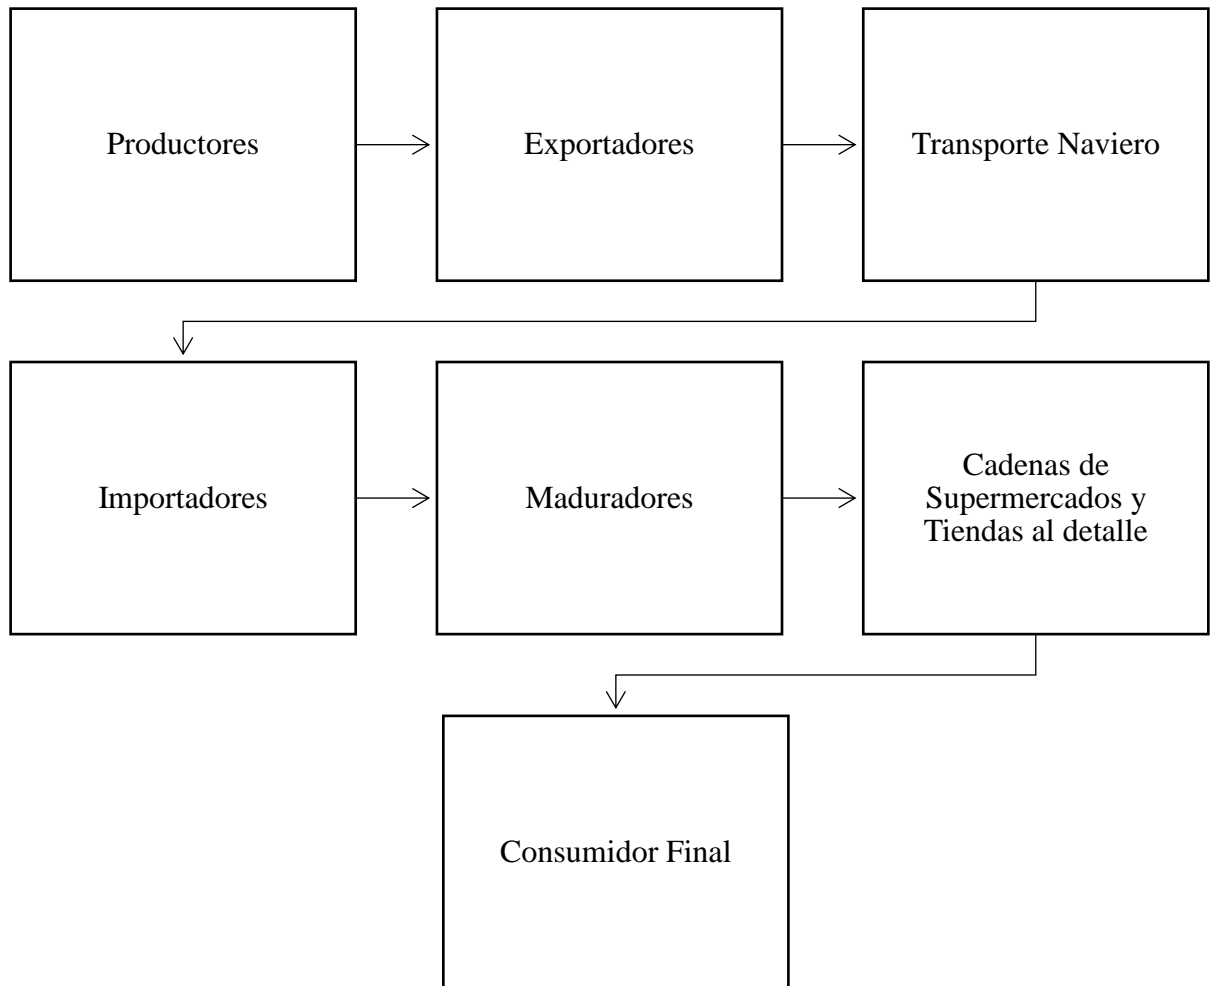 Productores
Exportadores
Transporte Naviero
Importadores
Maduradores
Cadenas de
Supermercados y
Tiendas al detalle
Consumidor Final